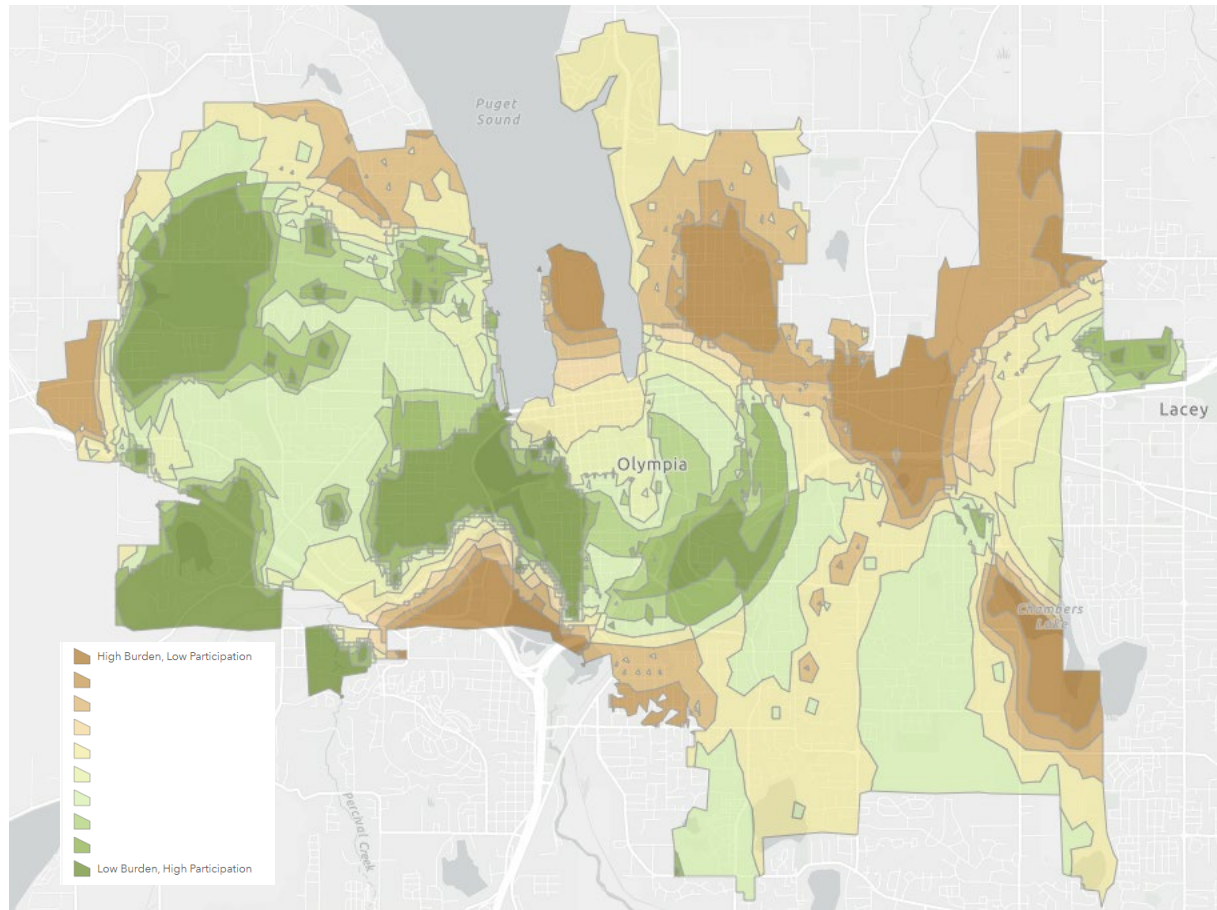 Puget
Sound
Lacey
Olympia
Chambers
Lake
High Burden, Low Participation
Low Burden, High Participation
Percival Creek